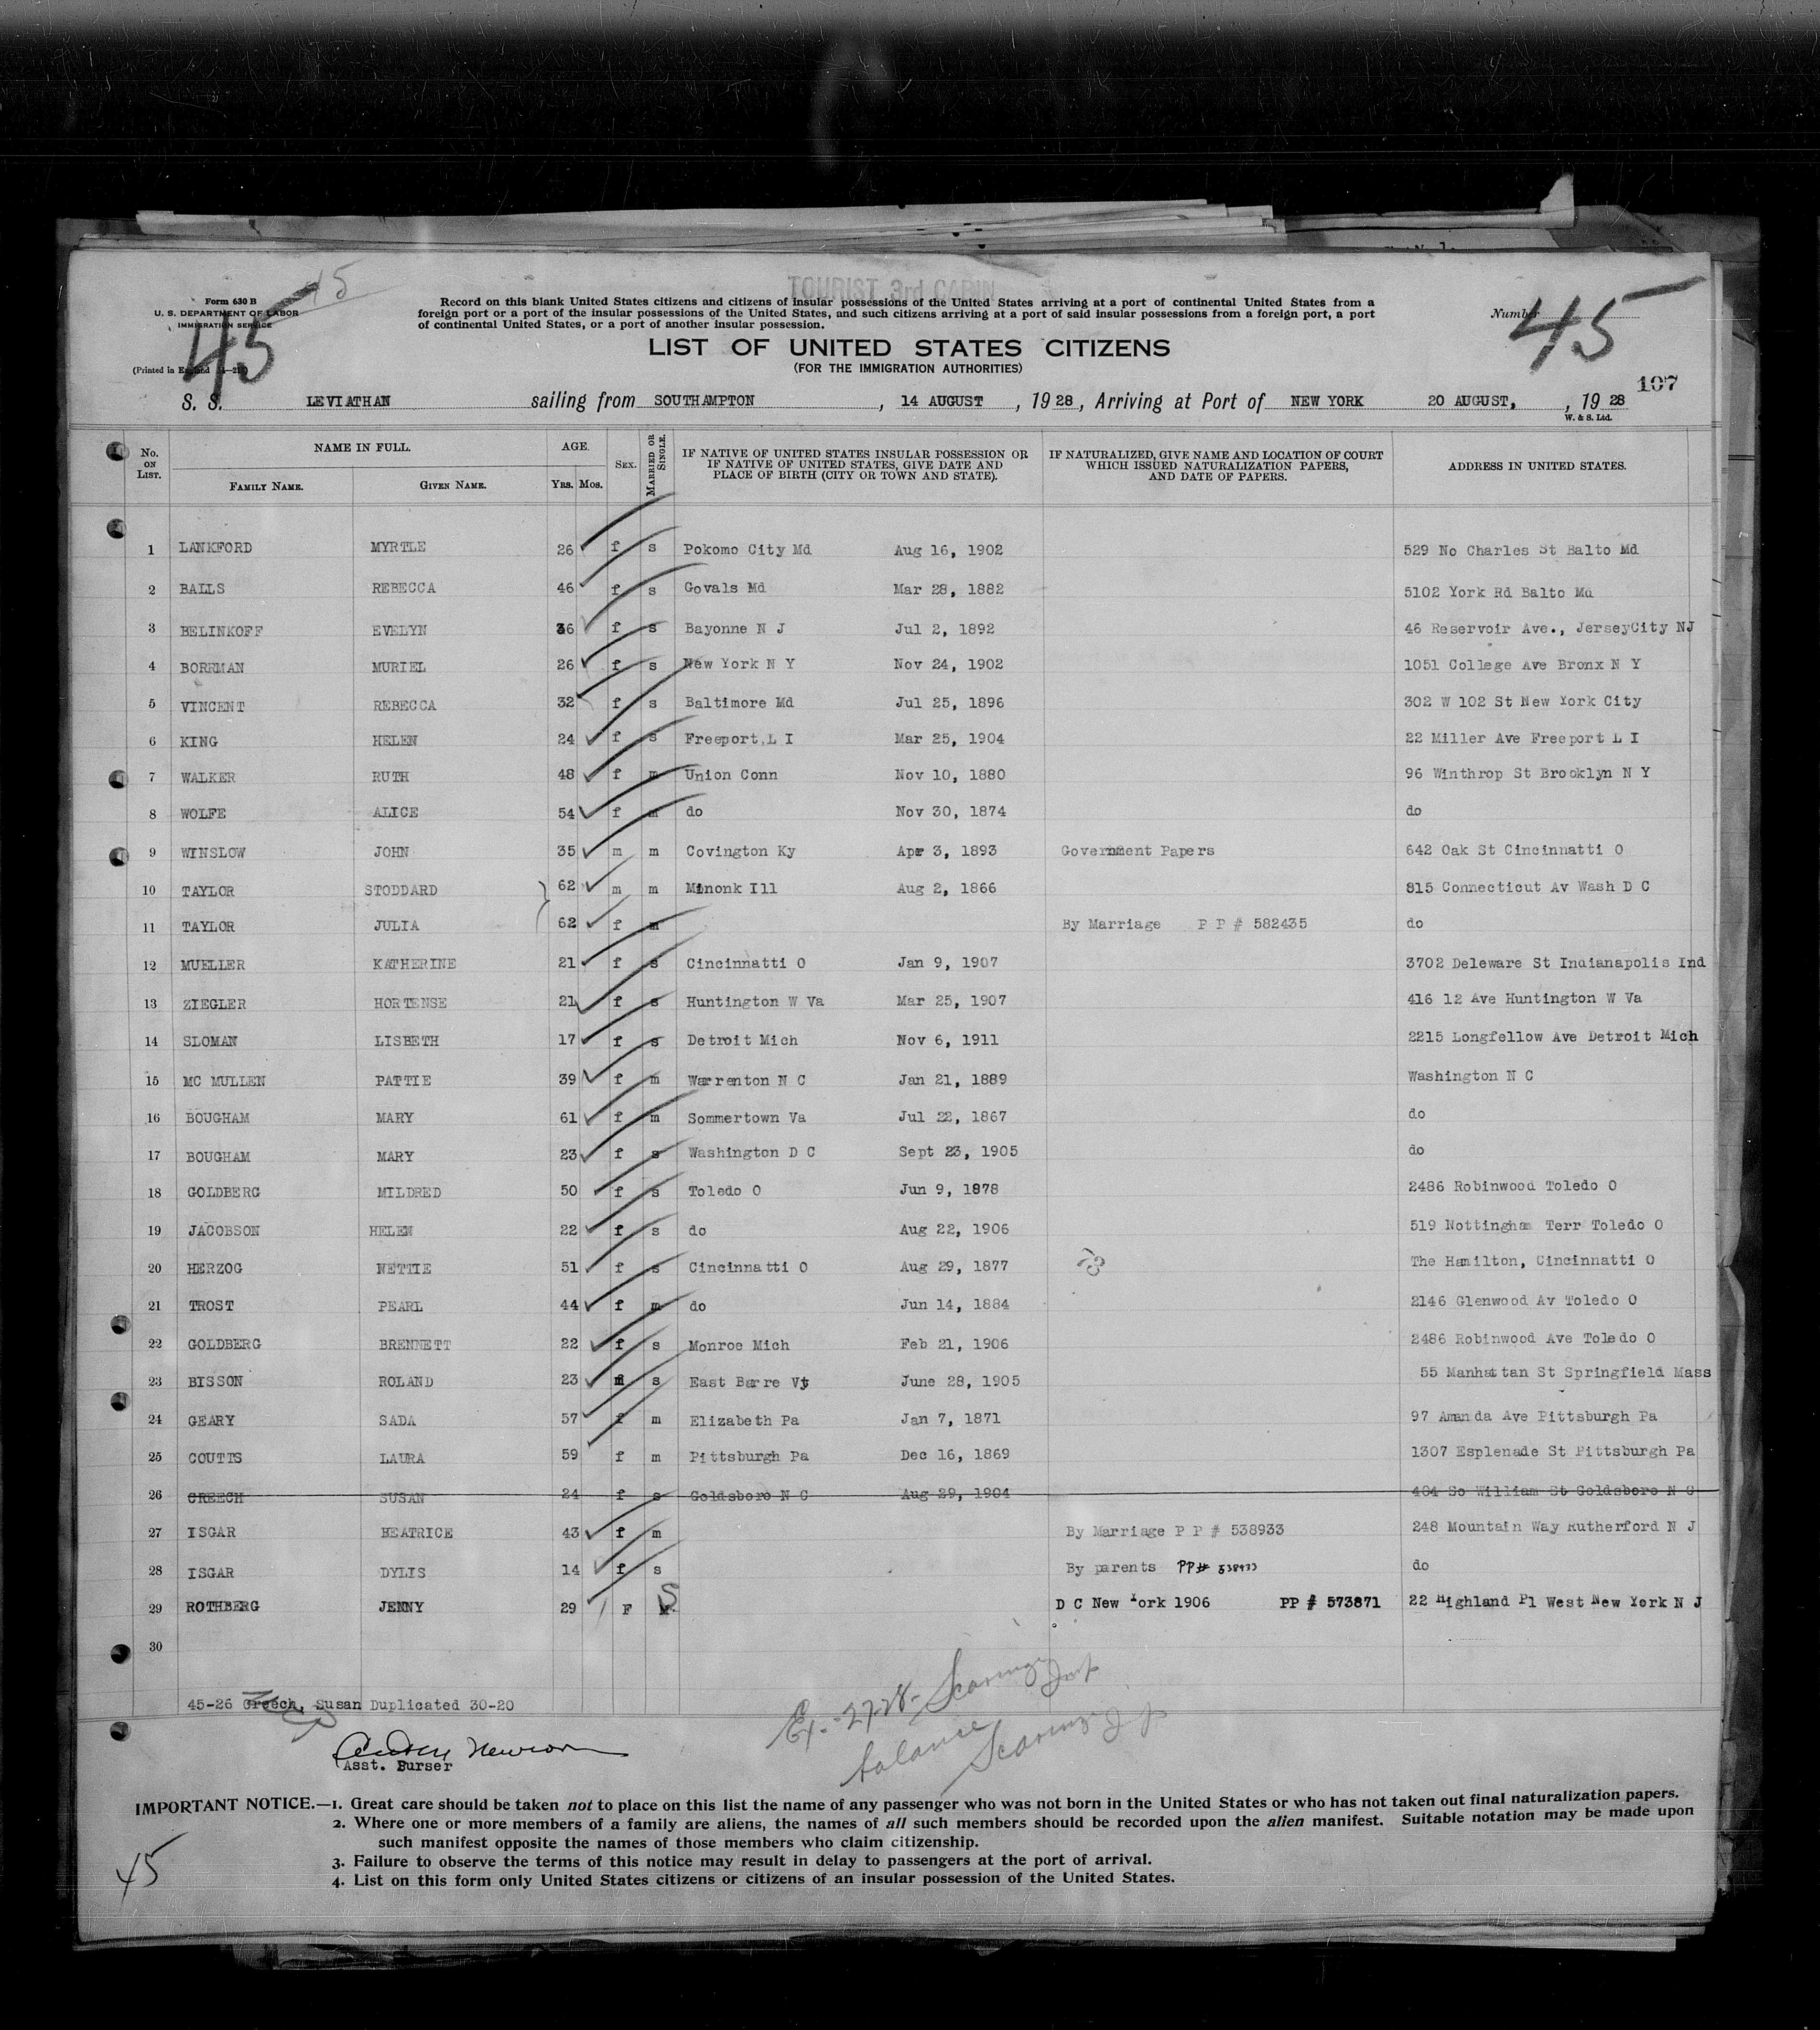 TOURIST 3rd CABIN
45
Form 630 B
U. S. DEPARTMENT OF LABOR
IMMIGRATION SERVICE
45
(Printed in England
Record on this blank United States citizens and citizens of insular possessions of the United States arriving at a port of continental United States from a
foreign port or a port of the insular possessions of the United States, and such citizens arriving at a port of said insular possessions from a foreign port, a port
of continental United States, or a port of another insular possession.
Number
45
107
LIST OF UNITED STATES CITIZENS
(FOR THE IMMIGRATION AUTHORITIES)
S. S. LEVIATHAN sailing from SOUTHAMPTON, 14 AUGUST, 1928, Arriving at Port of NEW YORK 20 AUGUST, , 1928
W. & S. Ltd.
No. ON LIST. NAME IN FULL. FAMILY NAME. GIVEN NAME. AGE. YRS. MOS. SEX. MARRIED OR SINGLE. IF NATIVE OF UNITED STATES INSULAR POSSESSION OR IF NATIVE OF UNITED STATES, GIVE DATE AND PLACE OF BIRTH (CITY OR TOWN AND STATE). IF NATURALIZED, GIVE NAME AND LOCATION OF COURT WHICH ISSUED NATURALIZATION PAPERS, AND DATE OF PAPERS. ADDRESS IN UNITED STATES.
1 LANKFORD MYRTLE 26 f s Pokomo City Md Aug 16, 1902 529 No Charles St Balto Md
2 BALLS REBECCA 46 f s Govals Md Mar 28, 1882 5102 York Rd Balto Md
3 BELINKOFF EVELYN 36 f s Bayonne N J Jul 2, 1892 46 Reservoir Ave., JerseyCity NJ
4 BORRMAN MURIEL 26 f s New York N Y Nov 24, 1902 1051 College Ave Bronx N Y
5 VINCENT REBECCA 32 f s Baltimore Md Jul 25, 1896 302 W 102 St New York City
6 KING HELEN 24 f s Freeport L I Mar 25, 1904 22 Miller Ave Freeport L I
7 WALKER RUTH 48 f m Union Conn Nov 10, 1880 96 Winthrop St Brooklyn N Y
8 WOLFE ALICE 54 f m do Nov 30, 1874 do
9 WINSLOW JOHN 35 m m Covington Ky Apr 3, 1893 Government Papers 642 Oak St Cincinnatti O
10 TAYLOR STODDARD 62 m m Minonk Ill Aug 2, 1866 815 Connecticut Av Wash D C
11 TAYLOR JULIA 62 f m By Marriage P P # 582435 do
12 MUELLER KATHERINE 21 f s Cincinnatti O Jan 9, 1907 3702 Deleware St Indianapolis Ind
13 ZIEGLER HORTENSE 21 f s Huntington W Va Mar 25, 1907 416 12 Ave Huntington W Va
14 SLOMAN LISBETH 17 f s Detroit Mich Nov 6, 1911 2215 Longfellow Ave Detroit Mich
15 MC MULLEN PATTIE 39 f m Warrenton N C Jan 21, 1889 Washington N C
16 BOUGHAM MARY 61 f m Sommertown Va Jul 22, 1867 do
17 BOUGHAM MARY 23 f s Washington D C Sept 23, 1905 do
18 GOLDBERG MILDRED 50 f s Toledo O Jun 9, 1878 2486 Robinwood Toledo O
19 JACOBSON HELEN 22 f s do Aug 22, 1906 519 Nottingham Terr Toledo O
20 HERZOG NETTIE 51 f s Cincinnatti O Aug 29, 1877 The Hamilton, Cincinnatti O
21 TROST PEARL 44 f m do Jun 14, 1884 2146 Glenwood Av Toledo O
22 GOLDBERG BRENNETT 22 f s Monroe Mich Feb 21, 1906 2486 Robinwood Ave Toledo O
23 BISSON ROLAND 23 m s East Barre Vt June 28, 1905 55 Manhattan St Springfield Mass
24 GEARY SADA 57 f m Elizabeth Pa Jan 7, 1871 97 Amanda Ave Pittsburgh Pa
25 COUTTS LAURA 59 f m Pittsburgh Pa Dec 16, 1869 1307 Esplenade St Pittsburgh Pa
26 CREECH SUSAN 24 f s Goldsboro N C Aug 29, 1904 404 So William St Goldsboro N C
27 ISGAR BEATRICE 43 f m By Marriage P P # 538933 248 Mountain Way Rutherford N J
28 ISGAR DYLIS 14 f s By parents PP# 538933 do
29 ROTHBERG JENNY 29 F S D C New York 1906 PP # 573871 22 Highland Pl West New York N J
30
45-26 Creech, Susan Duplicated 30-20
Asst. Purser
Ex.-27-28-
balance
IMPORTANT NOTICE.—1. Great care should be taken not to place on this list the name of any passenger who was not born in the United States or who has not taken out final naturalization papers.
2. Where one or more members of a family are aliens, the names of all such members should be recorded upon the alien manifest. Suitable notation may be made upon
such manifest opposite the names of those members who claim citizenship.
3. Failure to observe the terms of this notice may result in delay to passengers at the port of arrival.
4. List on this form only United States citizens or citizens of an insular possession of the United States.
45